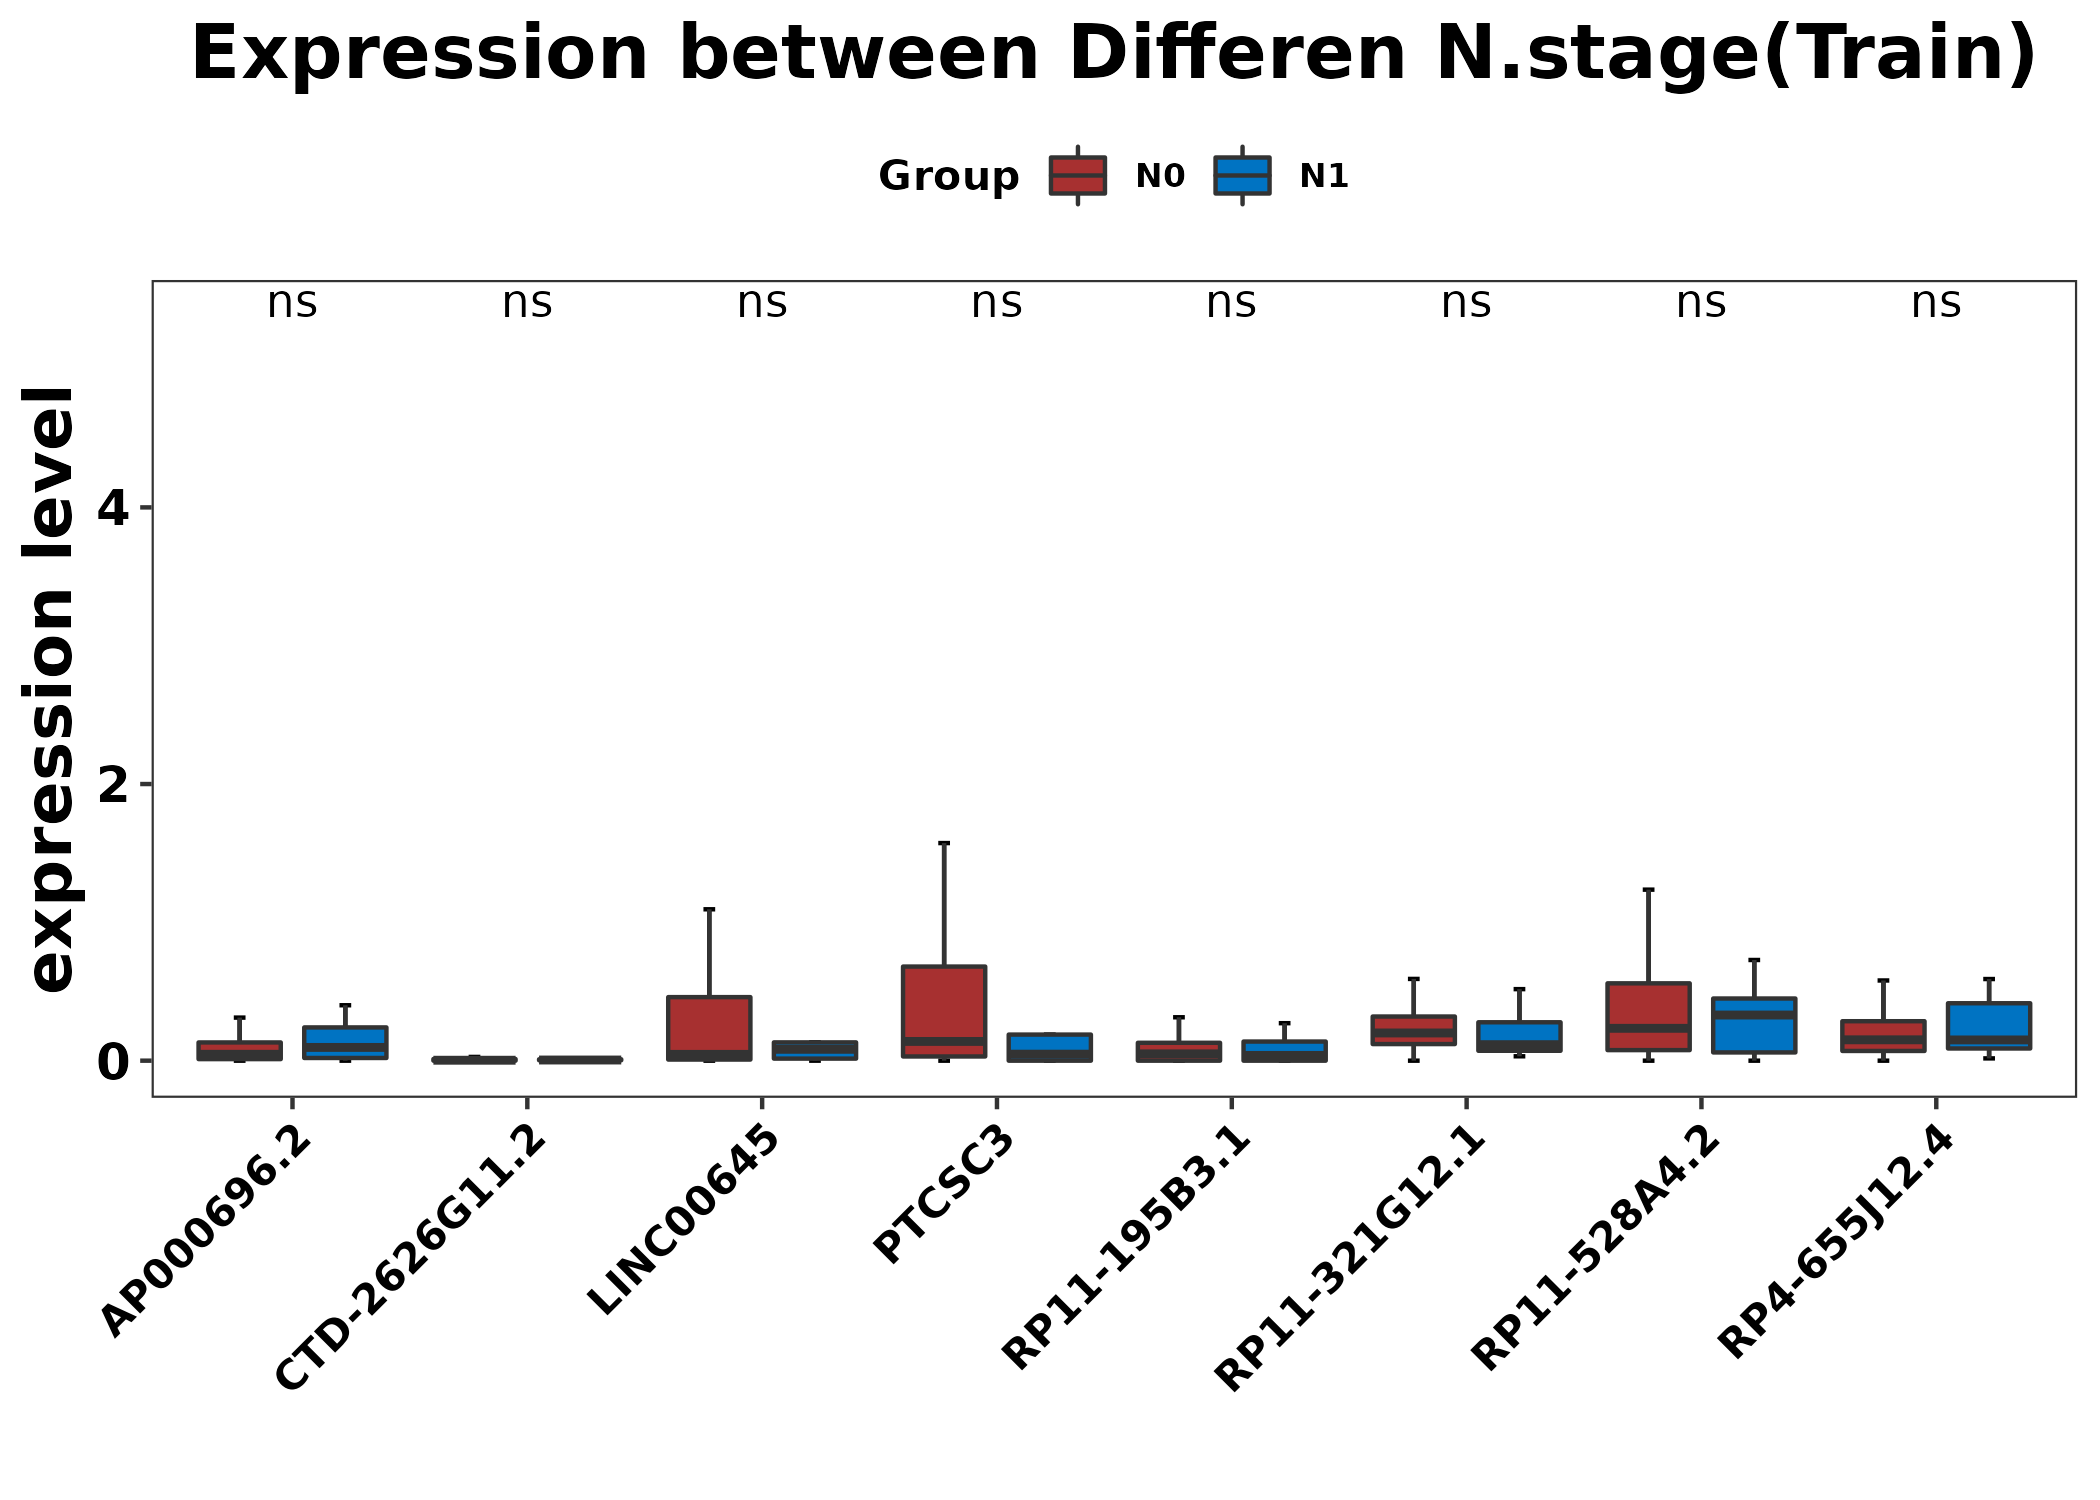 Expression between Differen N.stage(Train)
Group N0 N1
ns ns ns ns ns ns ns ns
expression level
4
2
0
AP000696.2
CTD-2626G11.2
LINC00645
PTCSC3
RP11-195B3.1
RP11-321G12.1
RP11-528A4.2
RP4-655J12.4